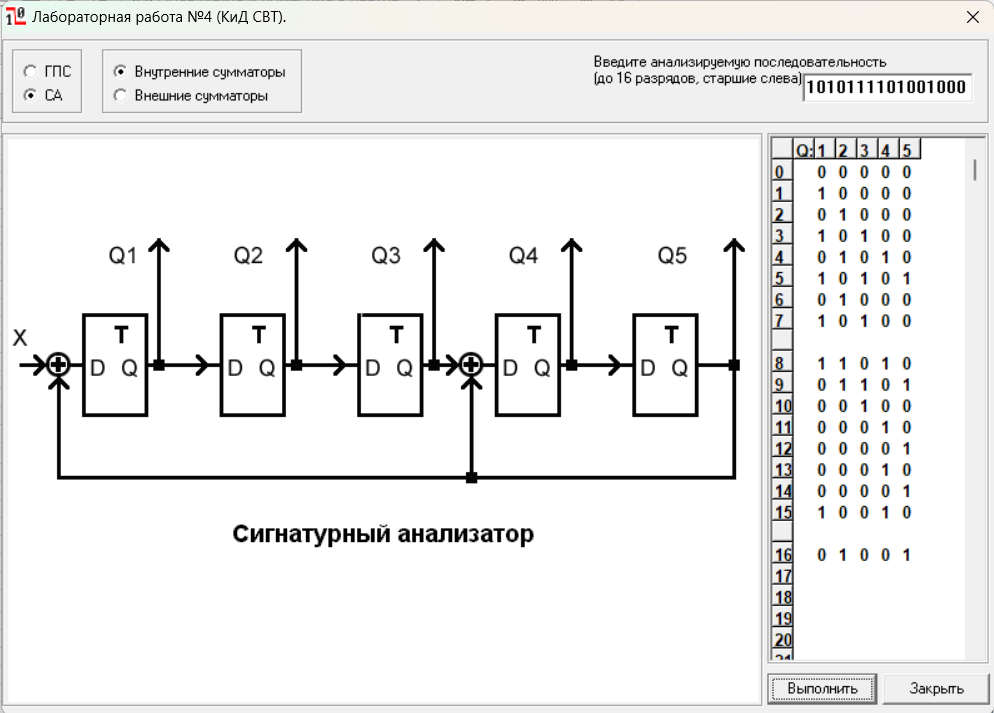 Лабораторная работа №4 (КиД СВТ).
ГПС
СА
Внутренние сумматоры
Внешние сумматоры
Введите анализируемую последовательность
(до 16 разрядов, старшие слева)
1010111101001000
X
Q1
Q2
Q3
Q4
Q5
T
D Q
T
D Q
T
D Q
T
D Q
T
D Q
Сигнатурный анализатор
Q: 1 2 3 4 5
0 0 0 0 0 0
1 1 0 0 0 0
2 0 1 0 0 0
3 1 0 1 0 0
4 0 1 0 1 0
5 1 0 1 0 1
6 0 1 0 0 0
7 1 0 1 0 0
8 1 1 0 1 0
9 0 1 1 0 1
10 0 0 1 0 0
11 0 0 0 1 0
12 0 0 0 0 1
13 0 0 0 1 0
14 0 0 0 0 1
15 1 0 0 1 0
16 0 1 0 0 1
17
18
19
20
21
Выполнить
Закрыть